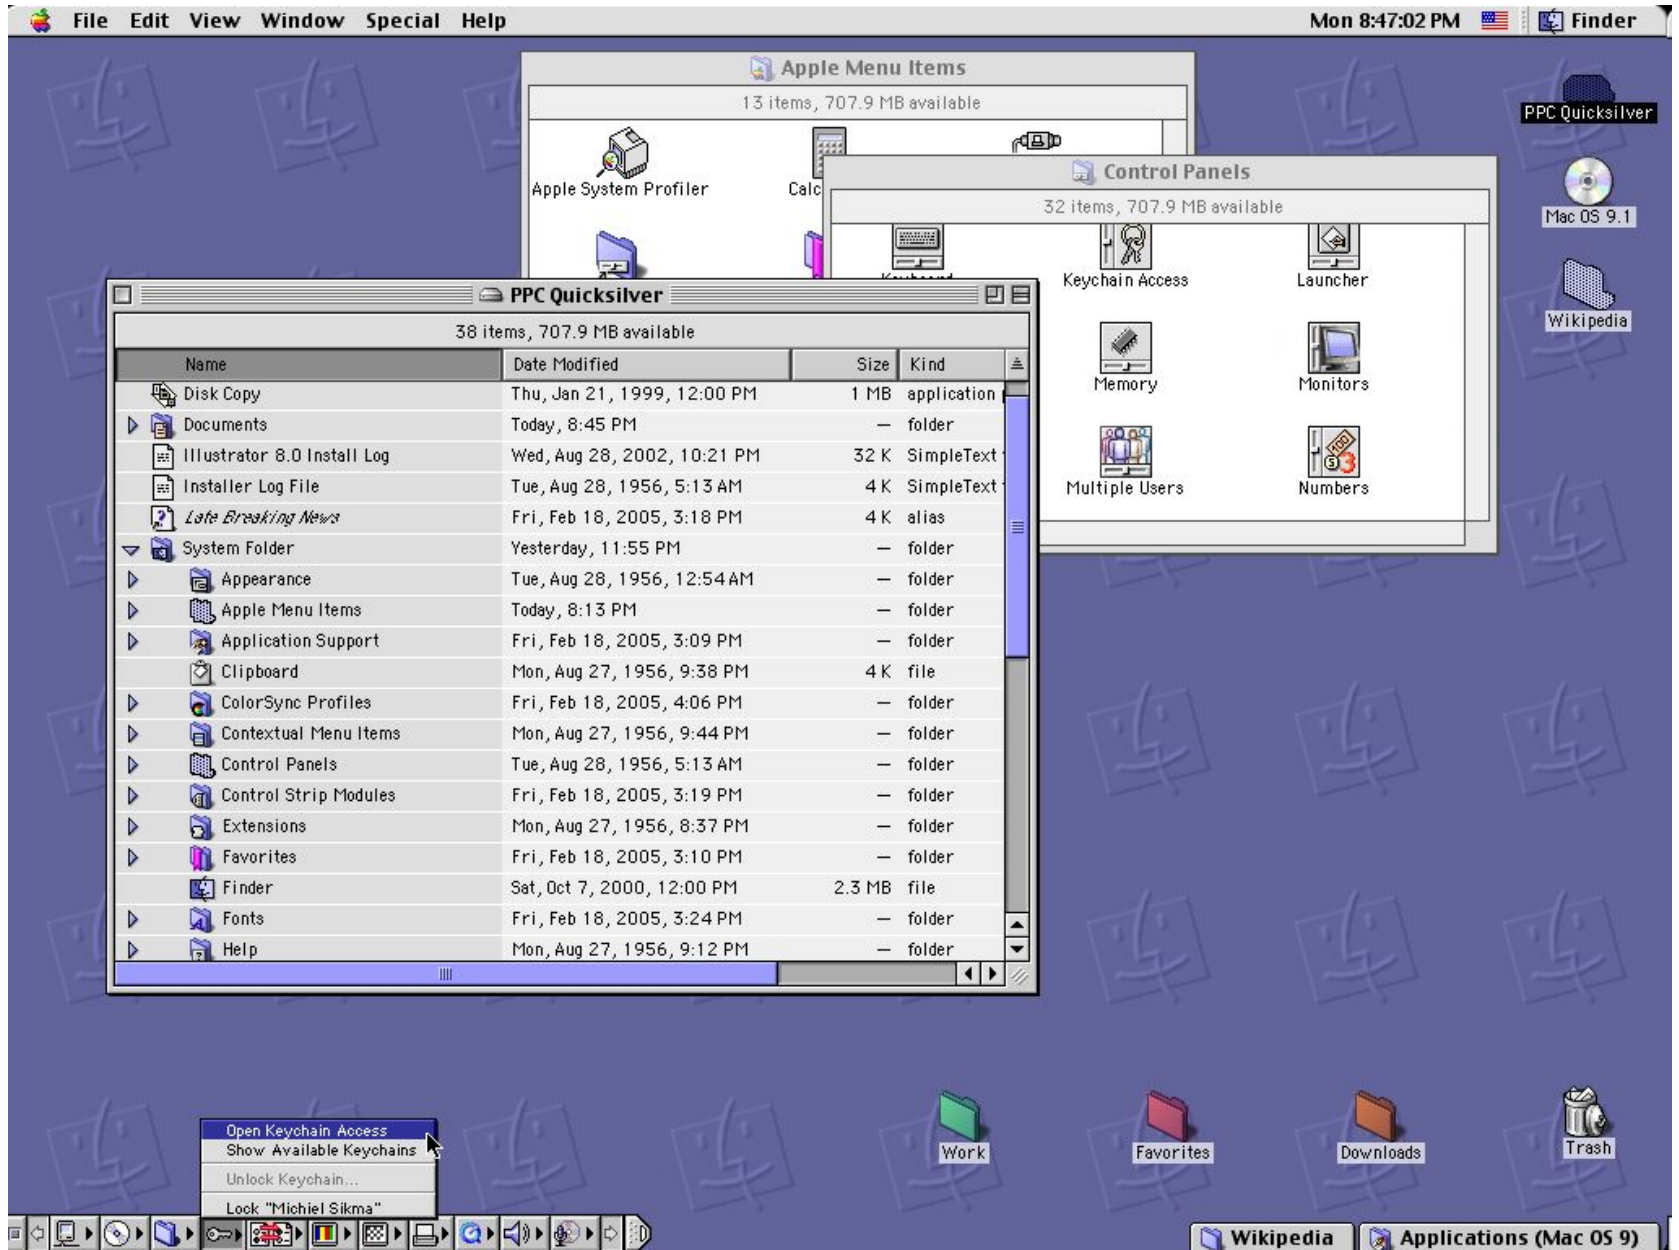 File Edit View Window Special Help Mon 8:47:02 PM Finder
Apple Menu Items
13 items, 707.9 MB available
Apple System Profiler
Calc
PPC Quicksilver
Mac OS 9.1
Wikipedia
Control Panels
32 items, 707.9 MB available
Keyboard
Keychain Access
Launcher
Memory
Monitors
Multiple Users
Numbers
PPC Quicksilver
38 items, 707.9 MB available
Name Date Modified Size Kind
Disk Copy Thu, Jan 21, 1999, 12:00 PM 1 MB application
Documents Today, 8:45 PM — folder
Illustrator 8.0 Install Log Wed, Aug 28, 2002, 10:21 PM 32 K SimpleText
Installer Log File Tue, Aug 28, 1956, 5:13 AM 4 K SimpleText
Late Breaking News Fri, Feb 18, 2005, 3:18 PM 4 K alias
System Folder Yesterday, 11:55 PM — folder
Appearance Tue, Aug 28, 1956, 12:54 AM — folder
Apple Menu Items Today, 8:13 PM — folder
Application Support Fri, Feb 18, 2005, 3:09 PM — folder
Clipboard Mon, Aug 27, 1956, 9:38 PM 4 K file
ColorSync Profiles Fri, Feb 18, 2005, 4:06 PM — folder
Contextual Menu Items Mon, Aug 27, 1956, 9:44 PM — folder
Control Panels Tue, Aug 28, 1956, 5:13 AM — folder
Control Strip Modules Fri, Feb 18, 2005, 3:19 PM — folder
Extensions Mon, Aug 27, 1956, 8:37 PM — folder
Favorites Fri, Feb 18, 2005, 3:10 PM — folder
Finder Sat, Oct 7, 2000, 12:00 PM 2.3 MB file
Fonts Fri, Feb 18, 2005, 3:24 PM — folder
Help Mon, Aug 27, 1956, 9:12 PM — folder
Work
Favorites
Downloads
Trash
Open Keychain Access
Show Available Keychains
Unlock Keychain...
Lock "Michiel Sikma"
Wikipedia
Applications (Mac OS 9)